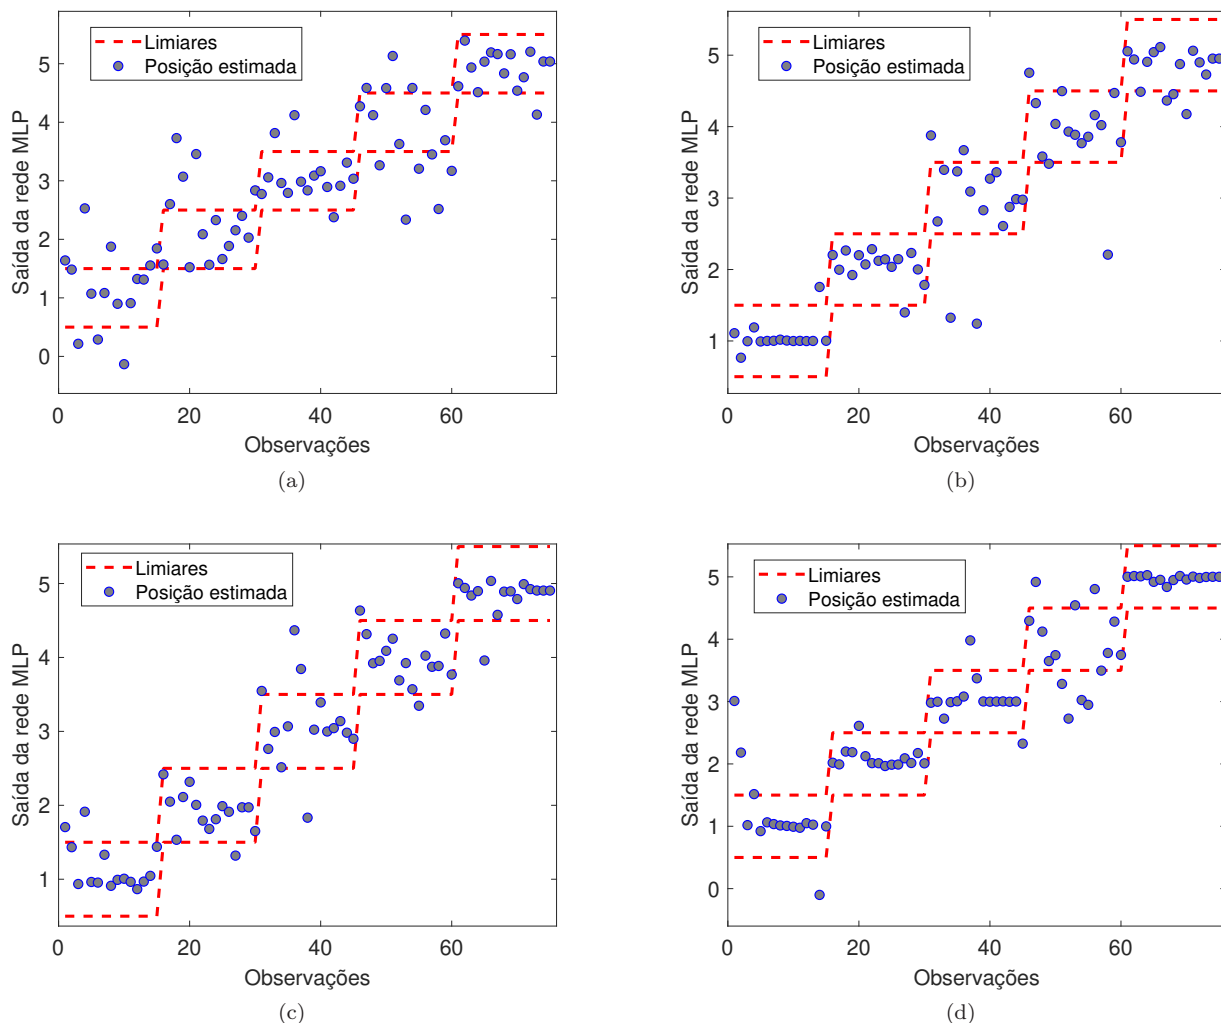 5
4
3
2
1
0
Saída da rede MLP
Limiares
Posição estimada
0
20
40
60
Observações
(a)
5
4
3
2
1
Saída da rede MLP
Limiares
Posição estimada
0
20
40
60
Observações
(b)
5
4
3
2
1
Saída da rede MLP
Limiares
Posição estimada
0
20
40
60
Observações
(c)
5
4
3
2
1
0
Saída da rede MLP
Limiares
Posição estimada
0
20
40
60
Observações
(d)